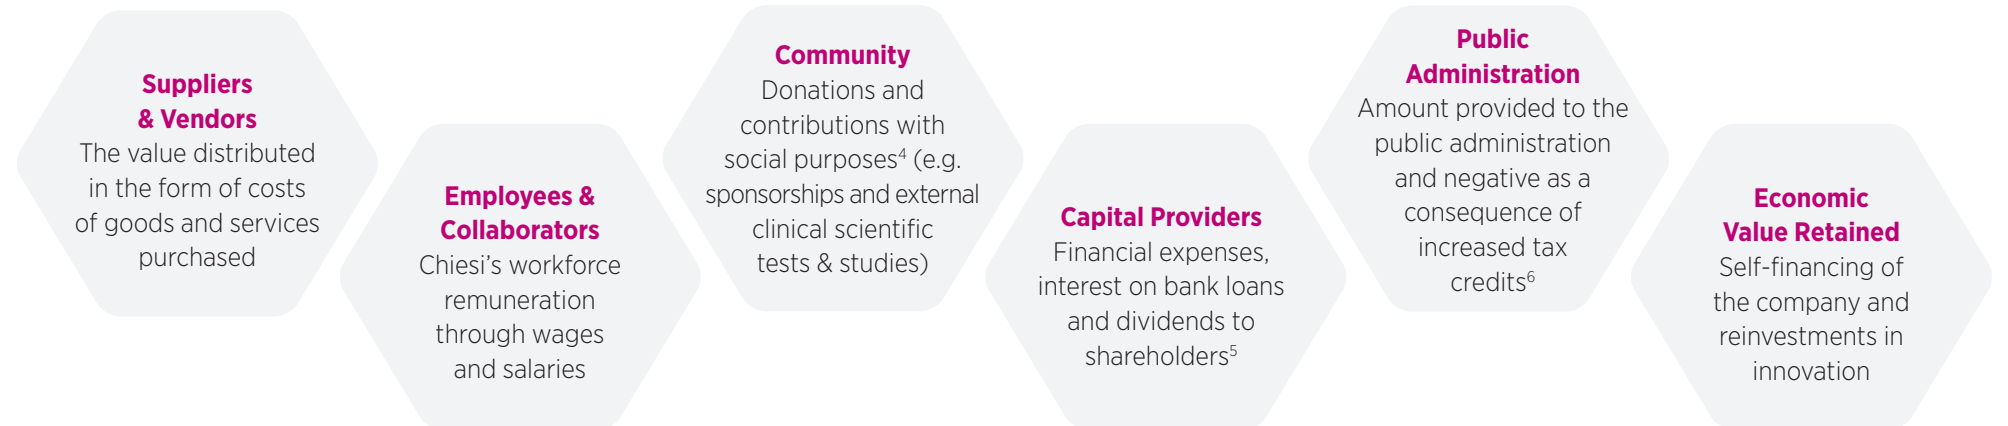 Suppliers
& Vendors
The value distributed
in the form of costs
of goods and services
purchased
Employees &
Collaborators
Chiesi’s workforce
remuneration
through wages
and salaries
Community
Donations and
contributions with
social purposes⁴ (e.g.
sponsorships and external
clinical scientific
tests & studies)
Capital Providers
Financial expenses,
interest on bank loans
and dividends to
shareholders⁵
Public
Administration
Amount provided to the
public administration
and negative as a
consequence of
increased tax
credits⁶
Economic
Value Retained
Self-financing of
the company and
reinvestments in
innovation